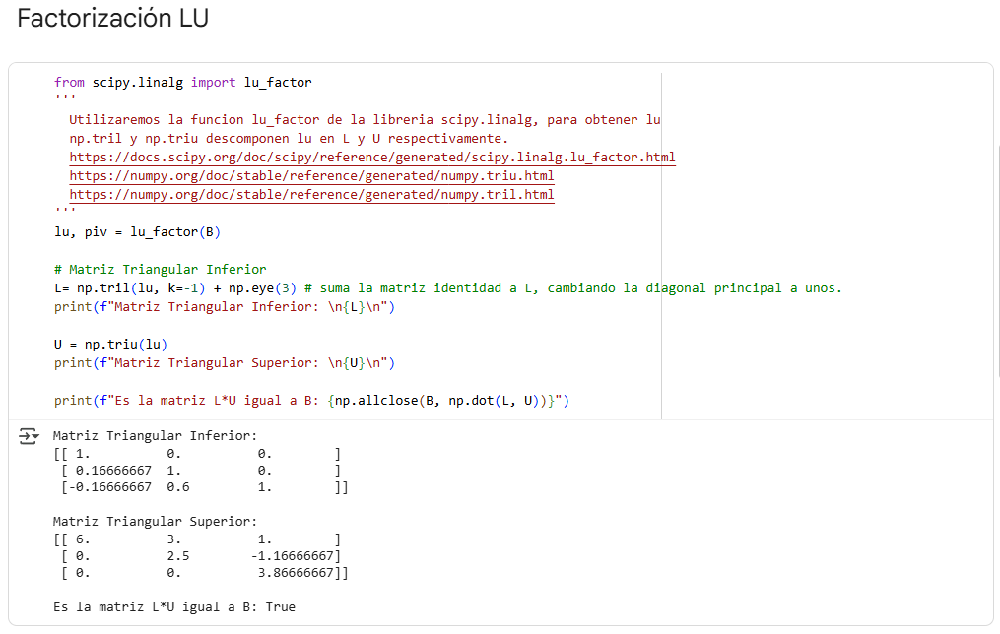 Factorización LU
from scipy.linalg import lu_factor
'''
  Utilizaremos la funcion lu_factor de la libreria scipy.linalg, para obtener lu
  np.tril y np.triu descomponen lu en L y U respectivamente.
  https://docs.scipy.org/doc/scipy/reference/generated/scipy.linalg.lu_factor.html
  https://numpy.org/doc/stable/reference/generated/numpy.triu.html
  https://numpy.org/doc/stable/reference/generated/numpy.tril.html
'''
lu, piv = lu_factor(B)
# Matriz Triangular Inferior
L= np.tril(lu, k=-1) + np.eye(3) # suma la matriz identidad a L, cambiando la diagonal principal a unos.
print(f"Matriz Triangular Inferior: \n{L}\n")
U = np.triu(lu)
print(f"Matriz Triangular Superior: \n{U}\n")
print(f"Es la matriz L*U igual a B: {np.allclose(B, np.dot(L, U))}")
Matriz Triangular Inferior:
[[ 1.          0.          0.        ]
 [ 0.16666667  1.          0.        ]
 [-0.16666667  0.6         1.        ]]
Matriz Triangular Superior:
[[ 6.          3.          1.        ]
 [ 0.          2.5        -1.16666667]
 [ 0.          0.          3.86666667]]
Es la matriz L*U igual a B: True